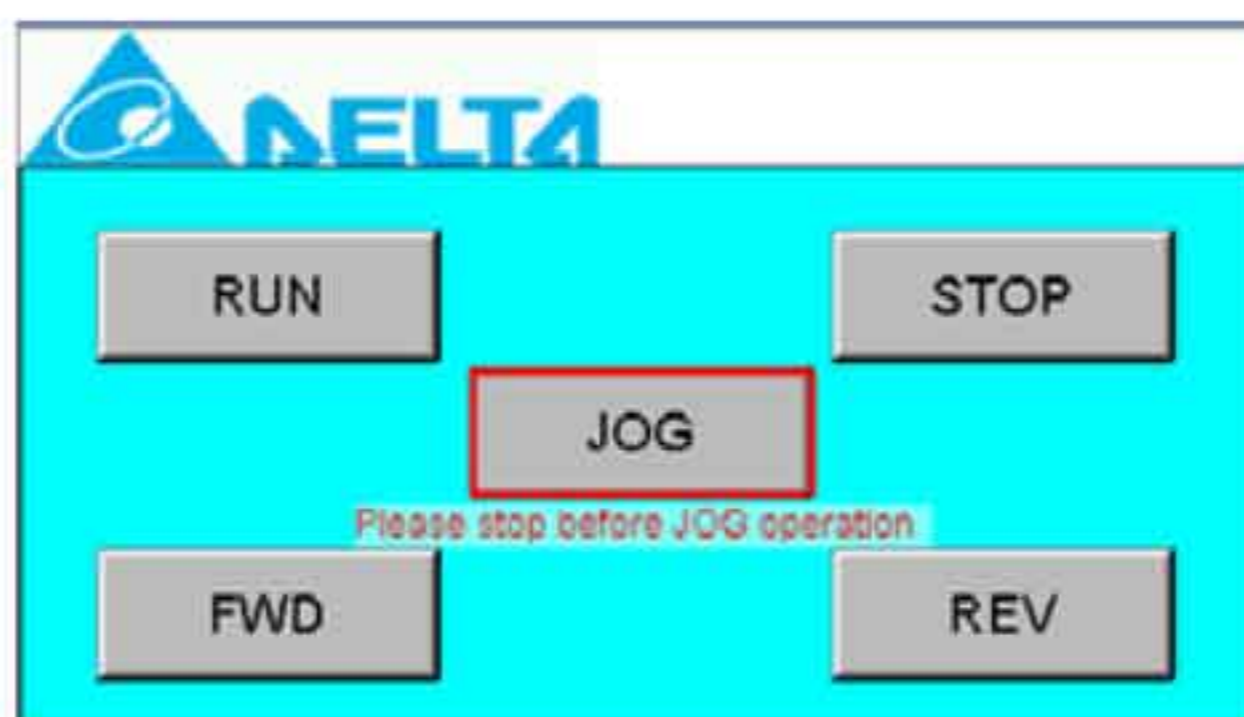 DELTA
RUN
STOP
JOG
Please stop before JOG operation
FWD
REV